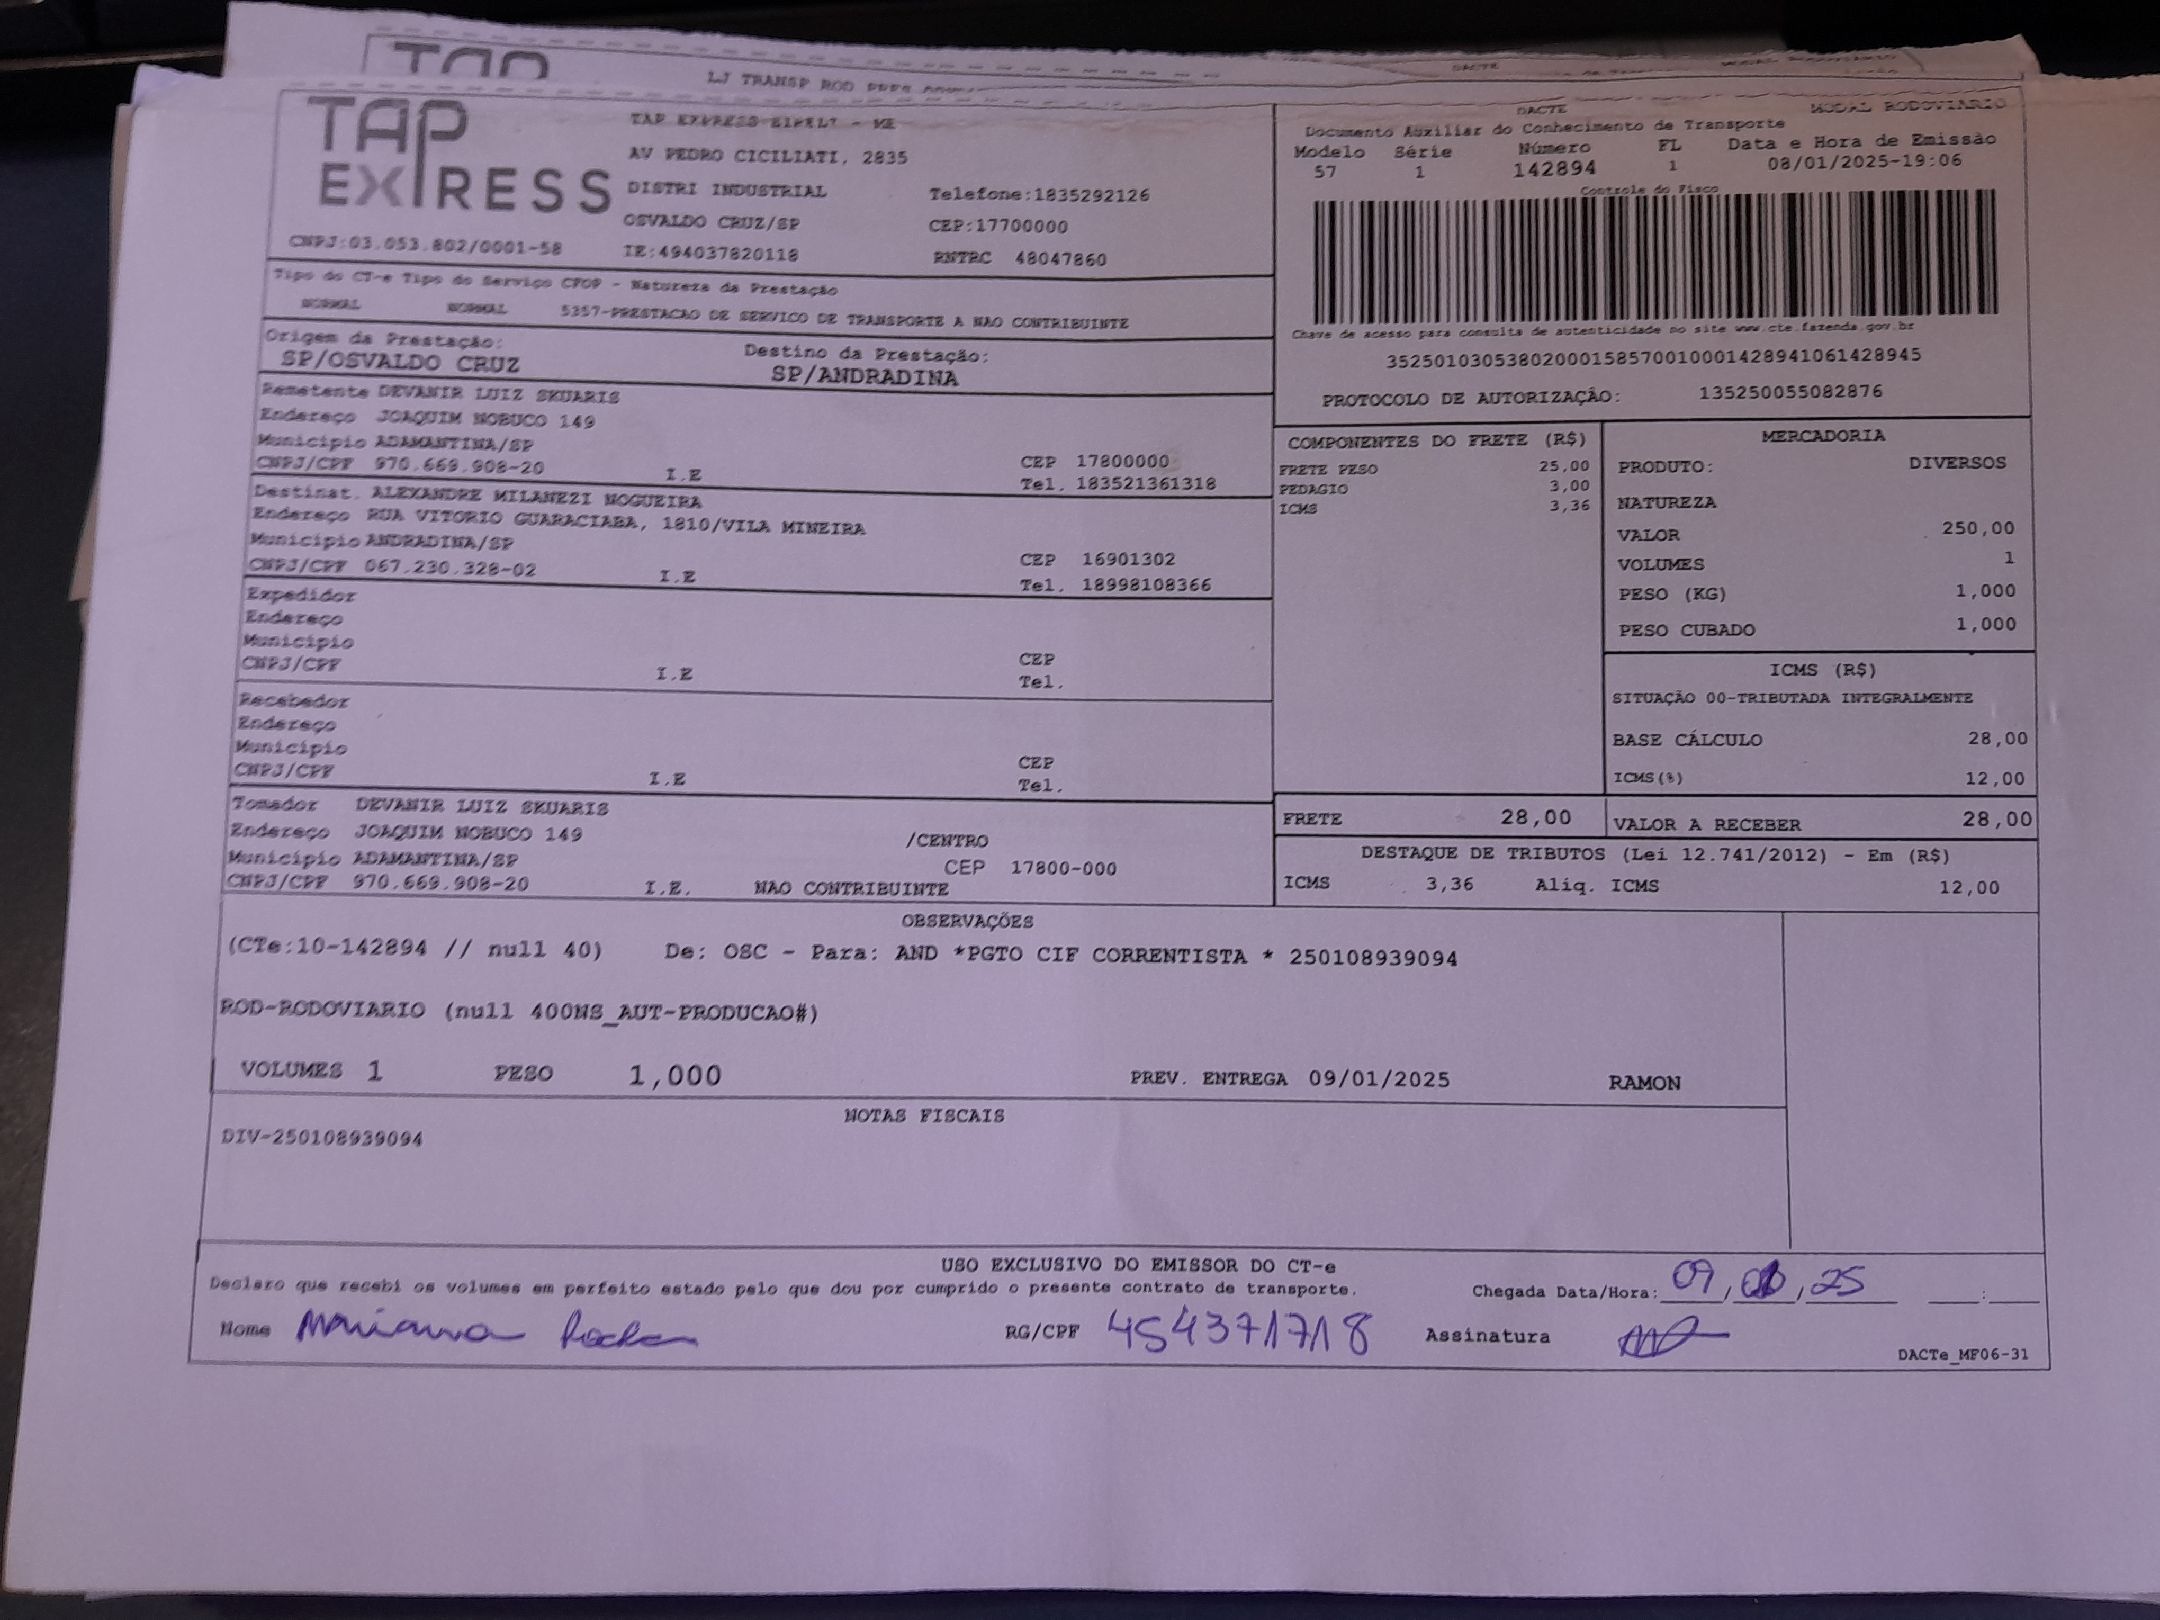 TAP
LJ TRANSP ROD
DACTE
TAP EXPRESS
TAP EXPRESS EIRELI - ME
AV PEDRO CICILIATI, 2835
DISTRI INDUSTRIAL Telefone:1835292126
OSVALDO CRUZ/SP CEP:17700000
CNPJ:03.053.802/0001-58 IE:494037820118 RNTRC 48047860
DACTE MODAL RODOVIARIO
Documento Auxiliar do Conhecimento de Transporte
Modelo Série Número FL Data e Hora de Emissão
57 1 142894 1 08/01/2025-19:06
Controle do Fisco
Chave de acesso para consulta de autenticidade no site www.cte.fazenda.gov.br
35250103053802000158570010001428941061428945
PROTOCOLO DE AUTORIZAÇÃO: 135250055082876
Tipo do CT-e Tipo do Serviço CFOP - Natureza da Prestação
NORMAL NORMAL 5357-PRESTACAO DE SERVICO DE TRANSPORTE A NAO CONTRIBUINTE
Origem da Prestação: Destino da Prestação:
SP/OSVALDO CRUZ SP/ANDRADINA
Remetente DEVANIR LUIZ SKUARIS
Endereço JOAQUIM NOBUCO 149
Município ADAMANTINA/SP CEP 17800000
CNPJ/CPF 970.669.908-20 I.E Tel. 183521361318
Destinat. ALEXANDRE MILANEZI NOGUEIRA
Endereço RUA VITORIO GUARACIABA, 1810/VILA MINEIRA
Município ANDRADINA/SP CEP 16901302
CNPJ/CPF 067.230.328-02 I.E Tel. 18998108366
Expedidor
Endereço
Município CEP
CNPJ/CPF I.E Tel.
Recebedor
Endereço
Município CEP
CNPJ/CPF I.E Tel.
Tomador DEVANIR LUIZ SKUARIS
Endereço JOAQUIM NOBUCO 149 /CENTRO
Município ADAMANTINA/SP CEP 17800-000
CNPJ/CPF 970.669.908-20 I.E. NAO CONTRIBUINTE
COMPONENTES DO FRETE (R$)
FRETE PESO 25,00
PEDAGIO 3,00
ICMS 3,36
MERCADORIA
PRODUTO: DIVERSOS
NATUREZA
VALOR 250,00
VOLUMES 1
PESO (KG) 1,000
PESO CUBADO 1,000
ICMS (R$)
SITUAÇÃO 00-TRIBUTADA INTEGRALMENTE
BASE CÁLCULO 28,00
ICMS(%) 12,00
FRETE 28,00 VALOR A RECEBER 28,00
DESTAQUE DE TRIBUTOS (Lei 12.741/2012) - Em (R$)
ICMS 3,36 Aliq. ICMS 12,00
OBSERVAÇÕES
(CTe:10-142894 // null 40) De: OSC - Para: AND *PGTO CIF CORRENTISTA * 250108939094
ROD-RODOVIARIO (null 400NS_AUT-PRODUCAO#)
VOLUMES 1 PESO 1,000 PREV. ENTREGA 09/01/2025 RAMON
NOTAS FISCAIS
DIV-250108939094
USO EXCLUSIVO DO EMISSOR DO CT-e
Declaro que recebi os volumes em perfeito estado pelo que dou por cumprido o presente contrato de transporte. Chegada Data/Hora: 09, 01, 25 :
Nome Mariana RG/CPF 454371718 Assinatura
DACTe_MF06-31